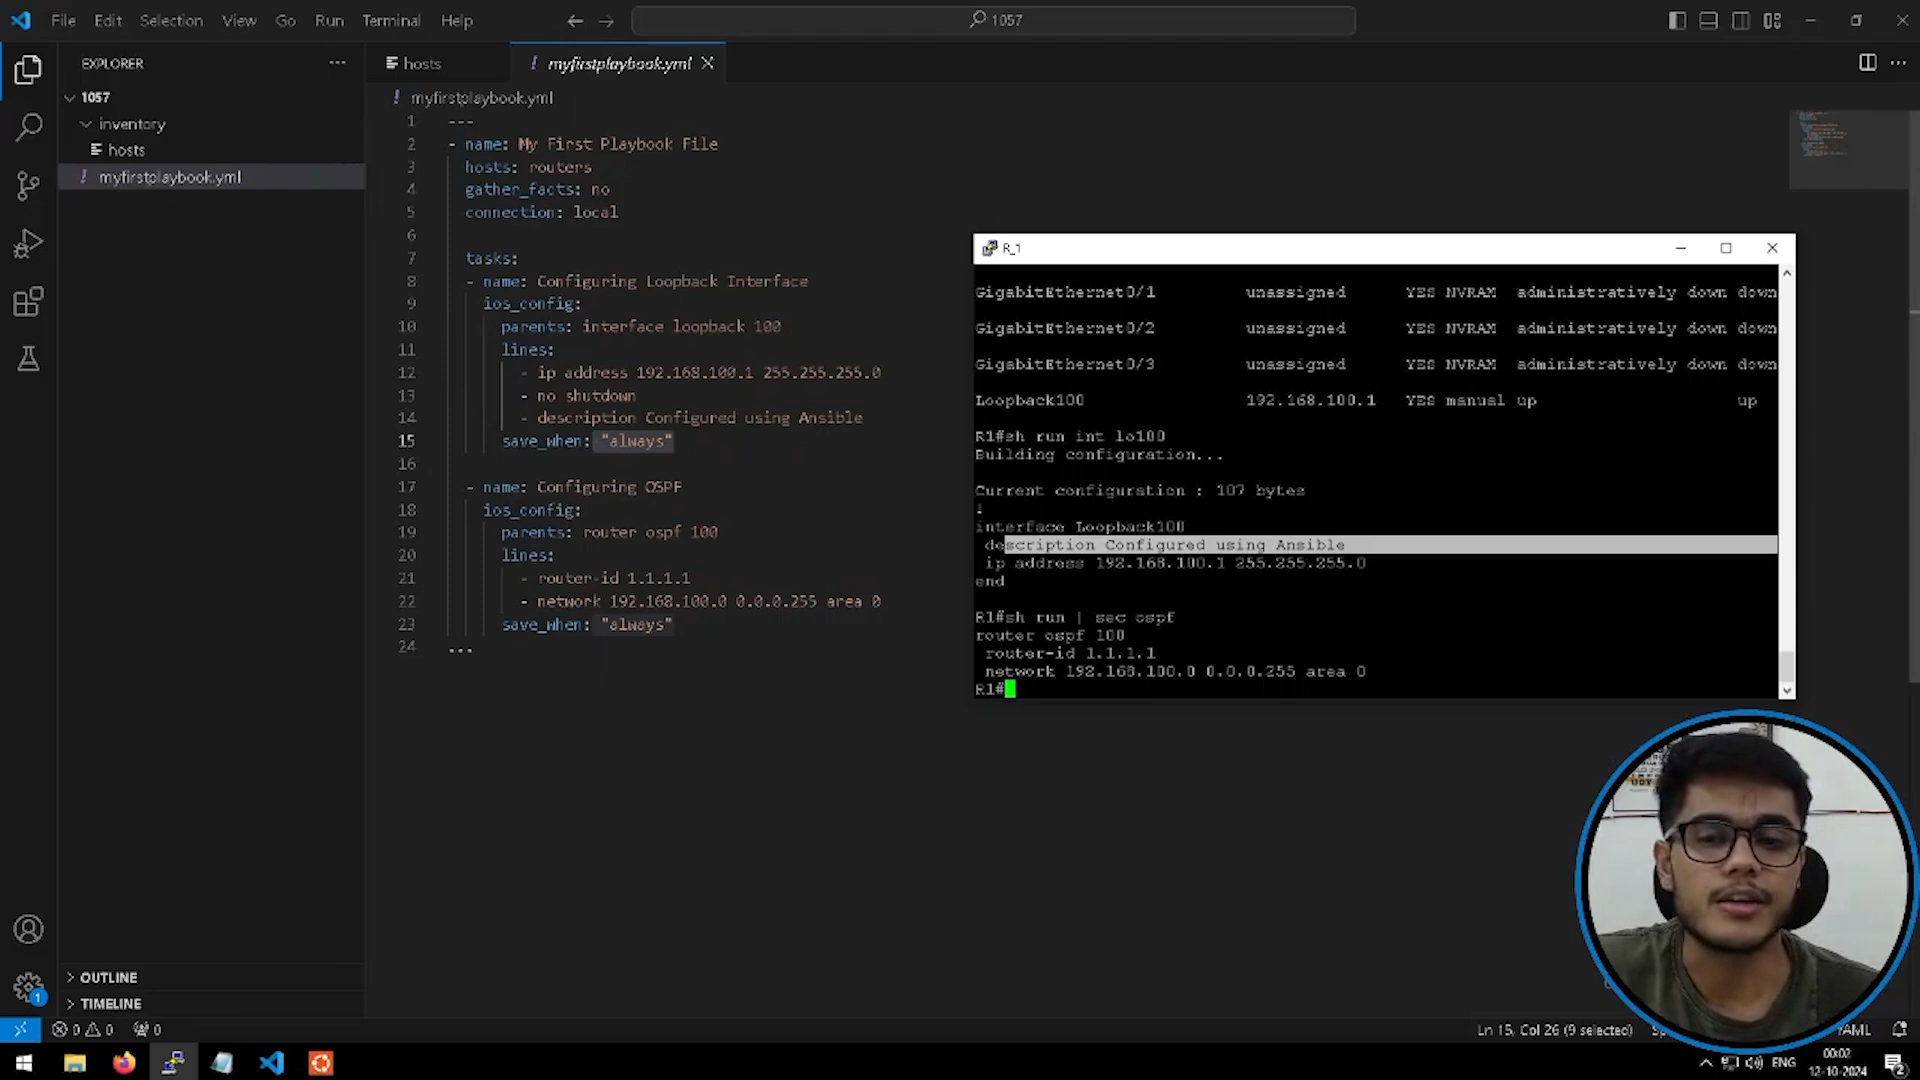 File Edit Selection View Go Run Terminal Help
1057
EXPLORER
1057
inventory
hosts
! myfirstplaybook.yml
hosts
! myfirstplaybook.yml
! myfirstplaybook.yml
1 ---
2 - name: My First Playbook File
3 hosts: routers
4 gather_facts: no
5 connection: local
6
7 tasks:
8 - name: Configuring Loopback Interface
9 ios_config:
10 parents: interface loopback 100
11 lines:
12 - ip address 192.168.100.1 255.255.255.0
13 - no shutdown
14 - description Configured using Ansible
15 save_when: "always"
16
17 - name: Configuring OSPF
18 ios_config:
19 parents: router ospf 100
20 lines:
21 - router-id 1.1.1.1
22 - network 192.168.100.0 0.0.0.255 area 0
23 save_when: "always"
24 ...
R_1
GigabitEthernet0/1 unassigned YES NVRAM administratively down down
GigabitEthernet0/2 unassigned YES NVRAM administratively down down
GigabitEthernet0/3 unassigned YES NVRAM administratively down down
Loopback100 192.168.100.1 YES manual up up
R1#sh run int lo100
Building configuration...
Current configuration : 107 bytes
!
interface Loopback100
description Configured using Ansible
ip address 192.168.100.1 255.255.255.0
end
R1#sh run | sec ospf
router ospf 100
router-id 1.1.1.1
network 192.168.100.0 0.0.0.255 area 0
R1#
OUTLINE
TIMELINE
1
0 0 0
Ln 15, Col 26 (9 selected)
YAML
ENG
00:02
12-10-2024
2